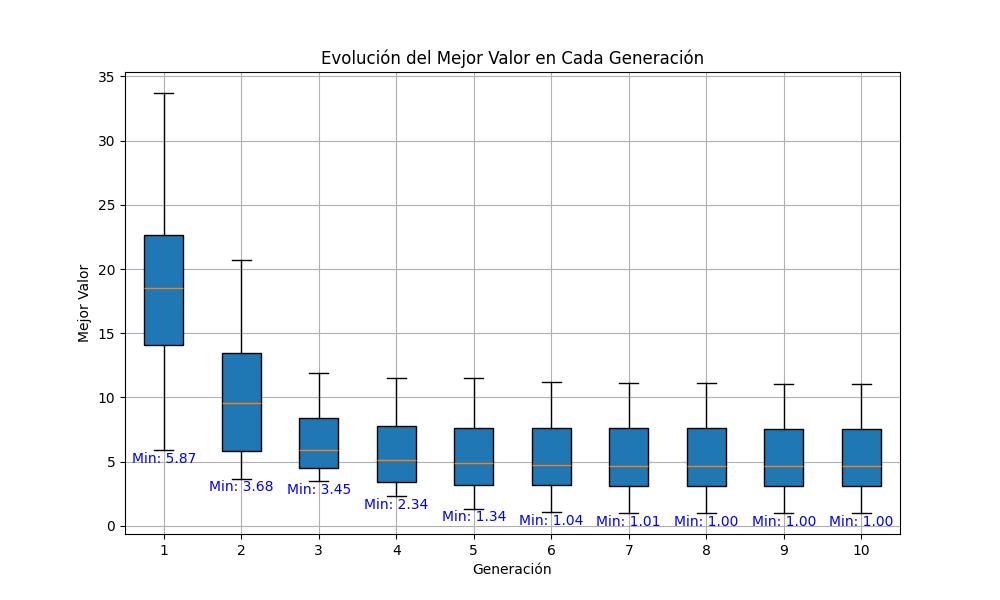 Evolución del Mejor Valor en Cada Generación
Mejor Valor
35
30
25
20
15
10
5
0
Min: 5.87
Min: 3.68
Min: 3.45
Min: 2.34
Min: 1.34
Min: 1.04
Min: 1.01
Min: 1.00
Min: 1.00
Min: 1.00
1 2 3 4 5 6 7 8 9 10
Generación